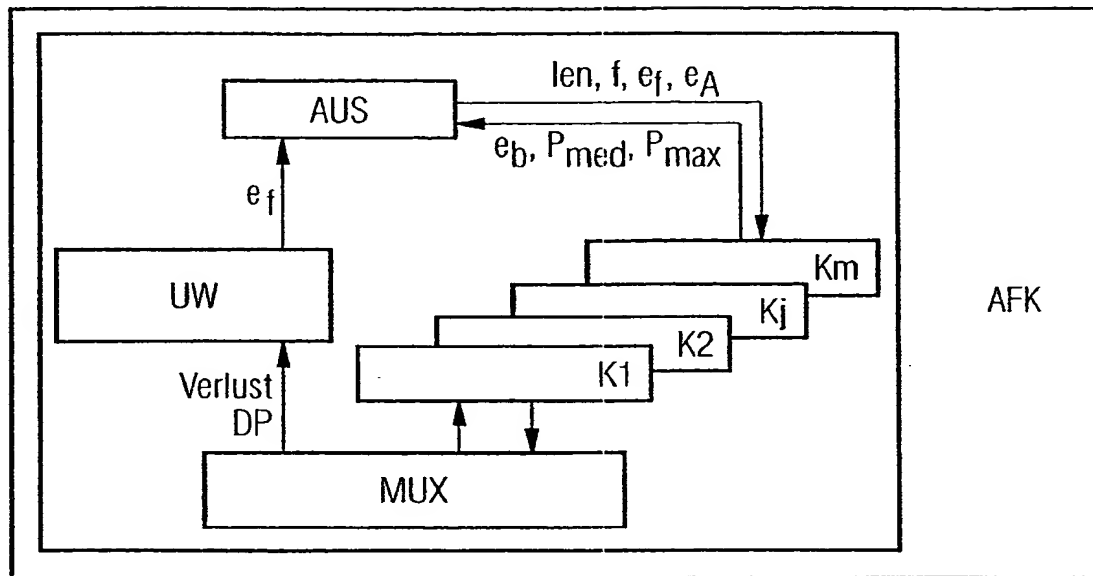 len, f, e_f, e_A
AUS
e_b, P_med, P_max
e_f
Km
UW
AFK
Kj
K2
K1
Verlust
DP
MUX